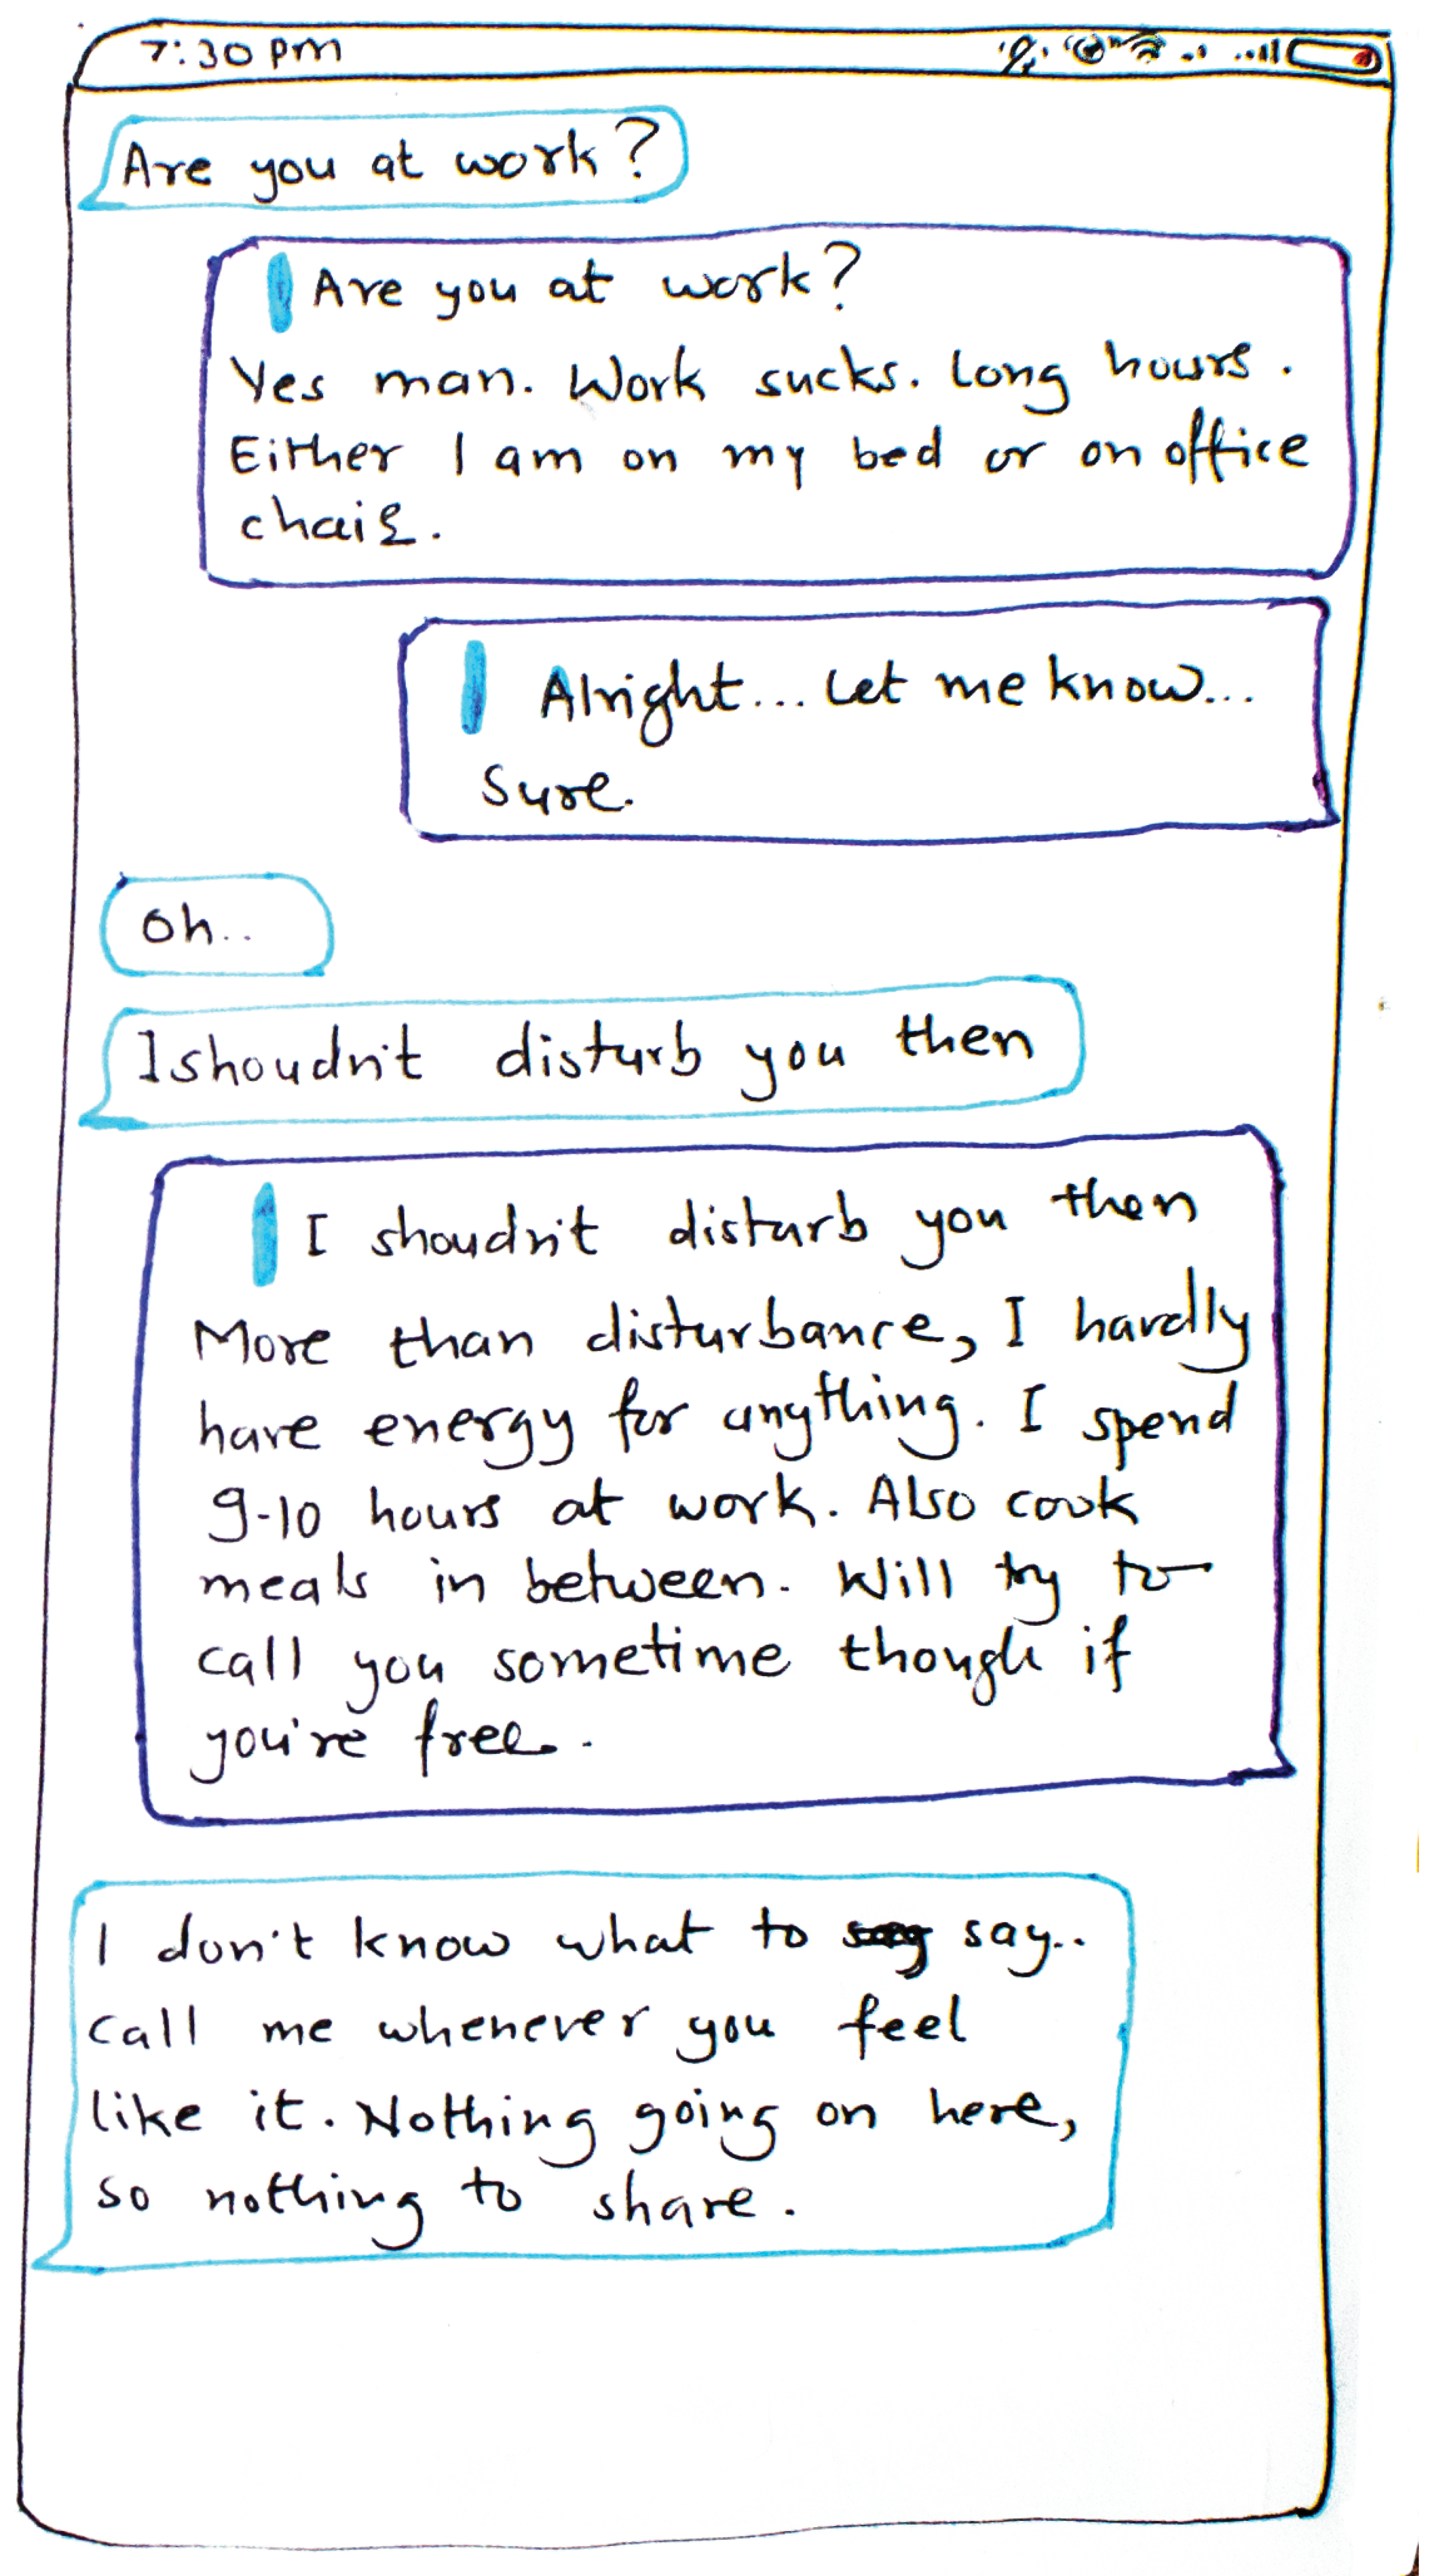 7:30 PM
Are you at work?
Are you at work?
Yes man. Work sucks. Long hours.
Either I am on my bed or on office
chair.
Alright... Let me know...
Sure.
Oh..
I shoudn't disturb you then
I shoudn't disturb you then
More than disturbance, I hardly
have energy for anything. I spend
9-10 hours at work. Also cook
meals in between. Will try to
call you sometime though if
you're free.
I don't know what to say..
Call me whenever you feel
like it. Nothing going on here,
so nothing to share.